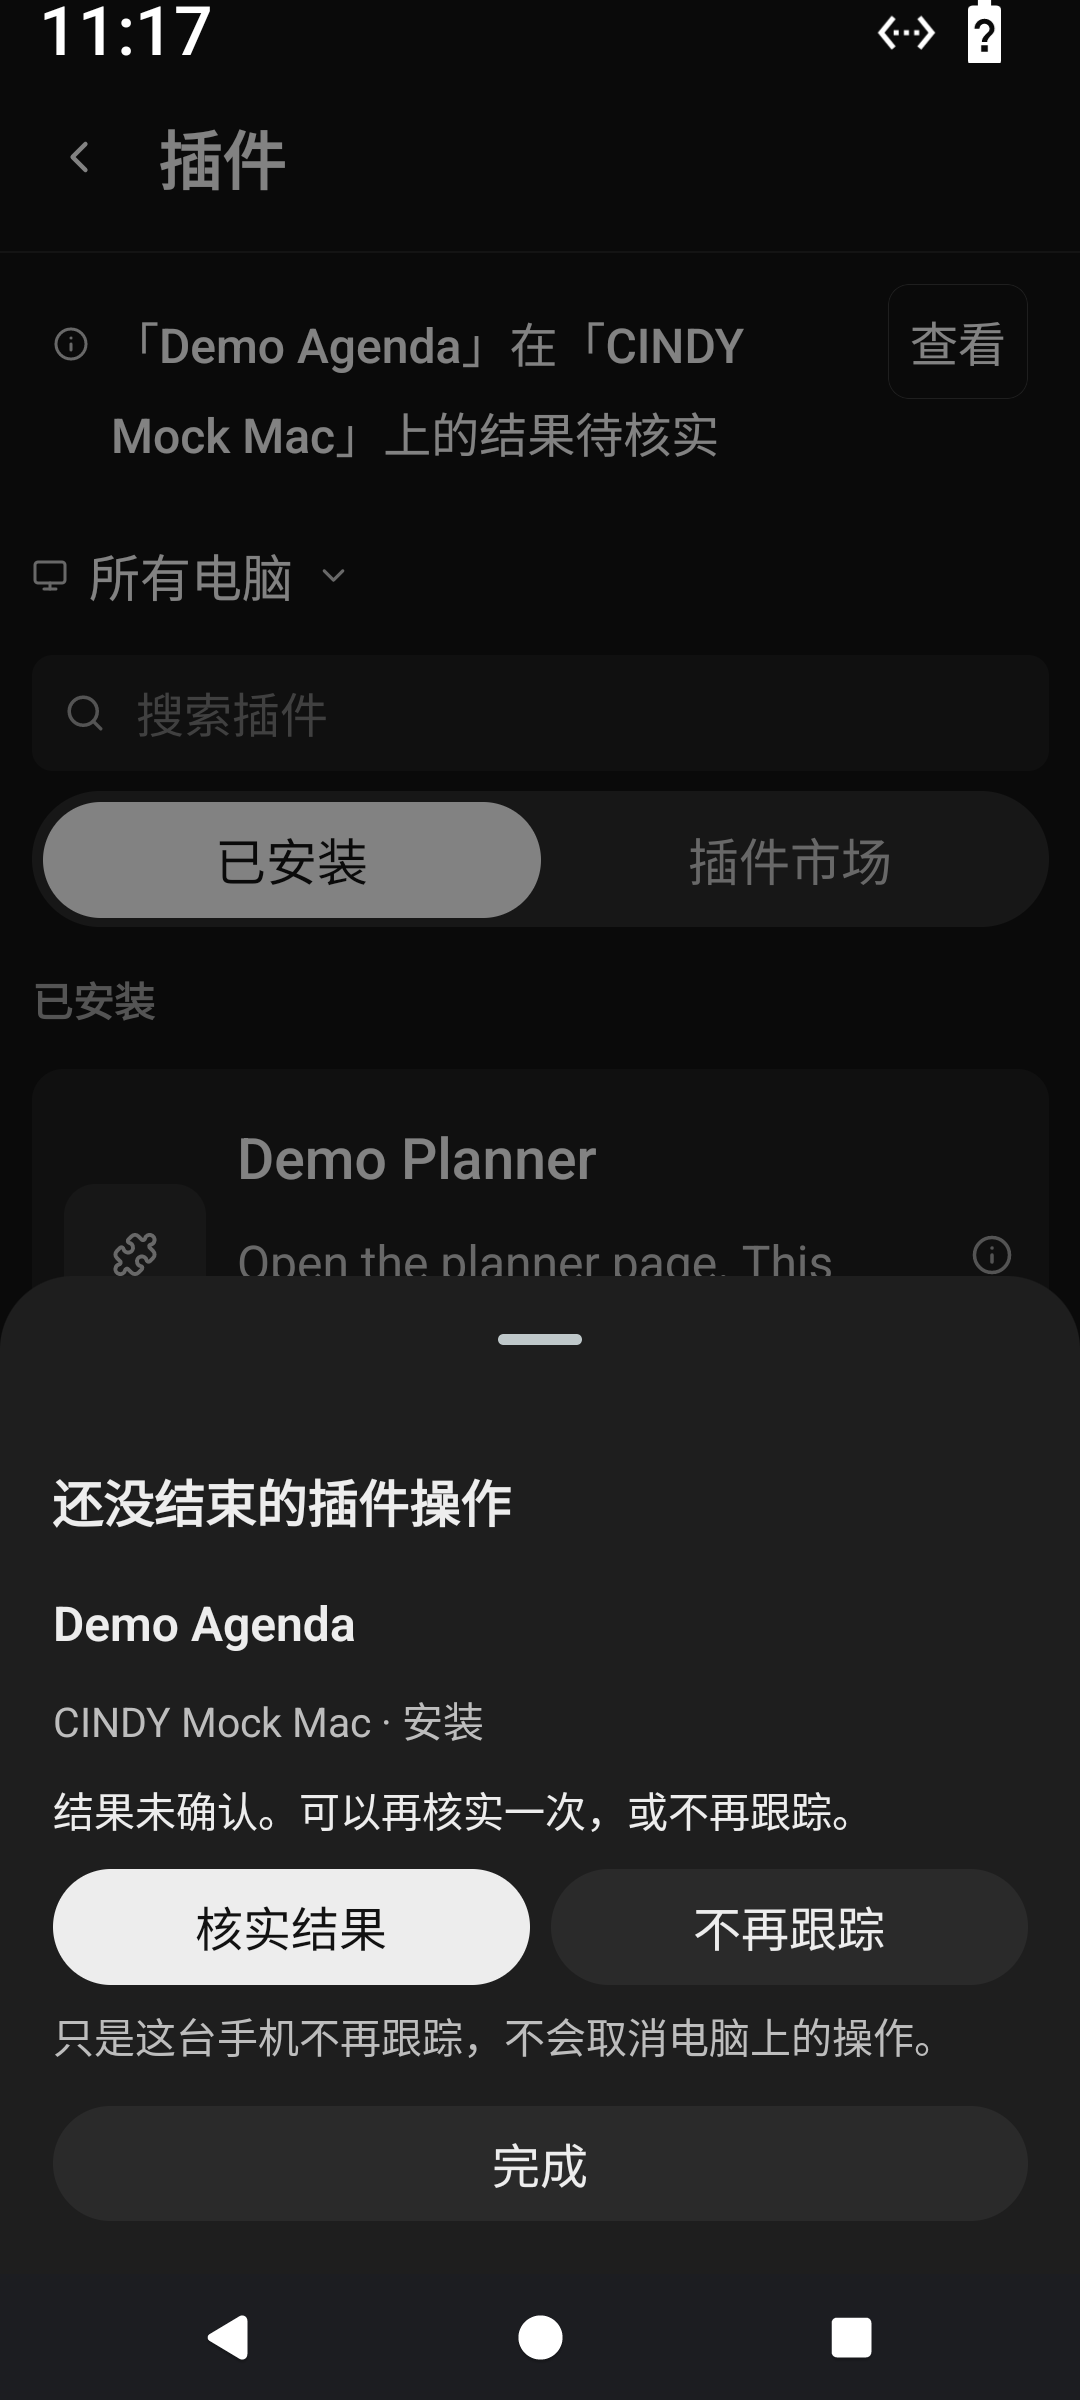 11:17
插件
「Demo Agenda」在「CINDY
Mock Mac」上的结果待核实
查看
所有电脑
搜索插件
已安装
插件市场
已安装
Demo Planner
Open the planner page. This
还没结束的插件操作
Demo Agenda
CINDY Mock Mac · 安装
结果未确认。可以再核实一次，或不再跟踪。
核实结果
不再跟踪
只是这台手机不再跟踪，不会取消电脑上的操作。
完成